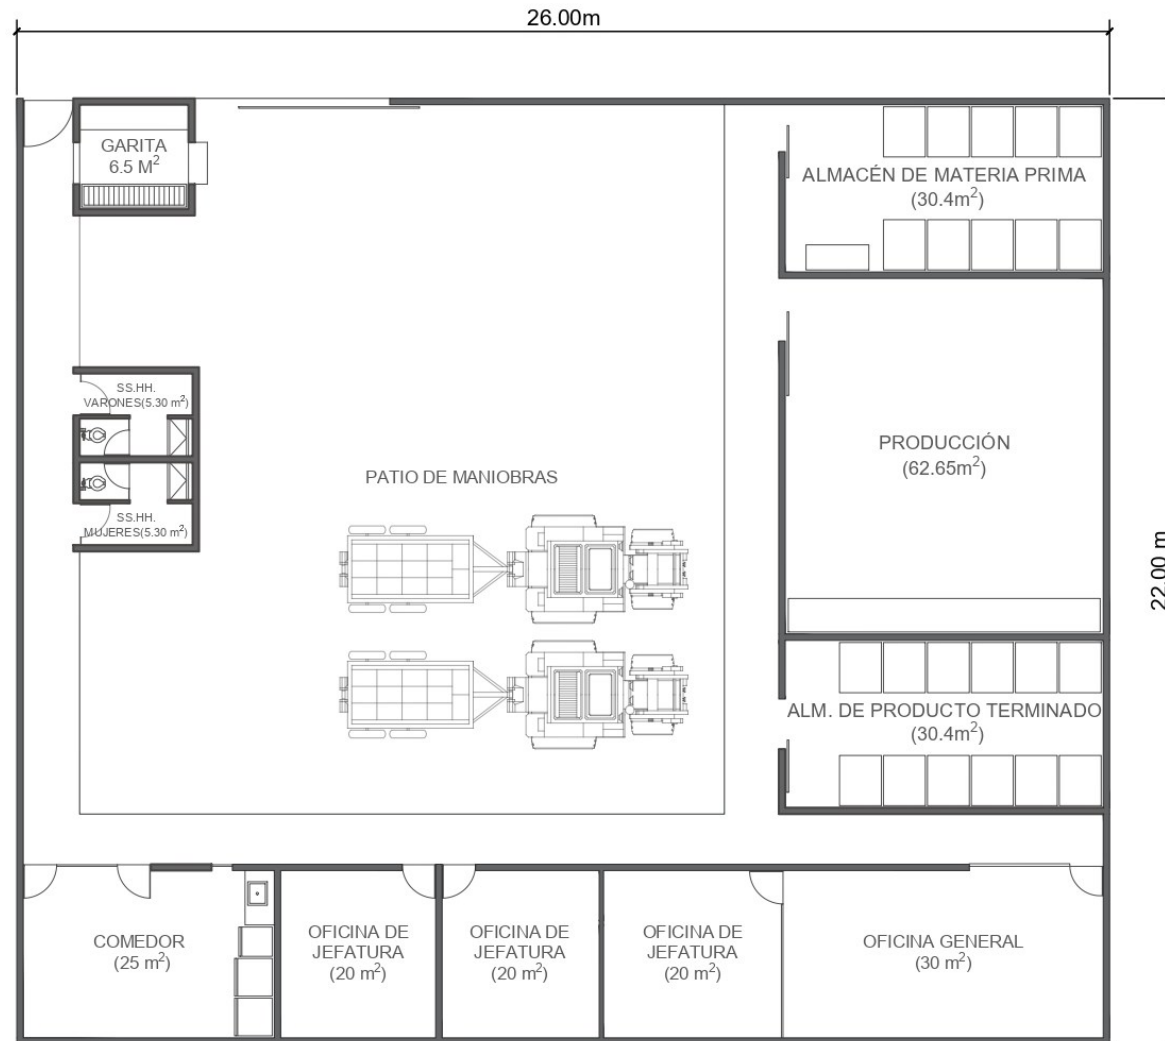 26.00m
GARITA
6.5 M²
ALMACÉN DE MATERIA PRIMA
(30.4m²)
SS.HH.
VARONES(5.30 m²)
PRODUCCIÓN
(62.65m²)
PATIO DE MANIOBRAS
SS.HH.
MUJERES(5.30 m²)
22.00 m
ALM. DE PRODUCTO TERMINADO
(30.4m²)
COMEDOR
(25 m²)
OFICINA DE
JEFATURA
(20 m²)
OFICINA DE
JEFATURA
(20 m²)
OFICINA DE
JEFATURA
(20 m²)
OFICINA GENERAL
(30 m²)